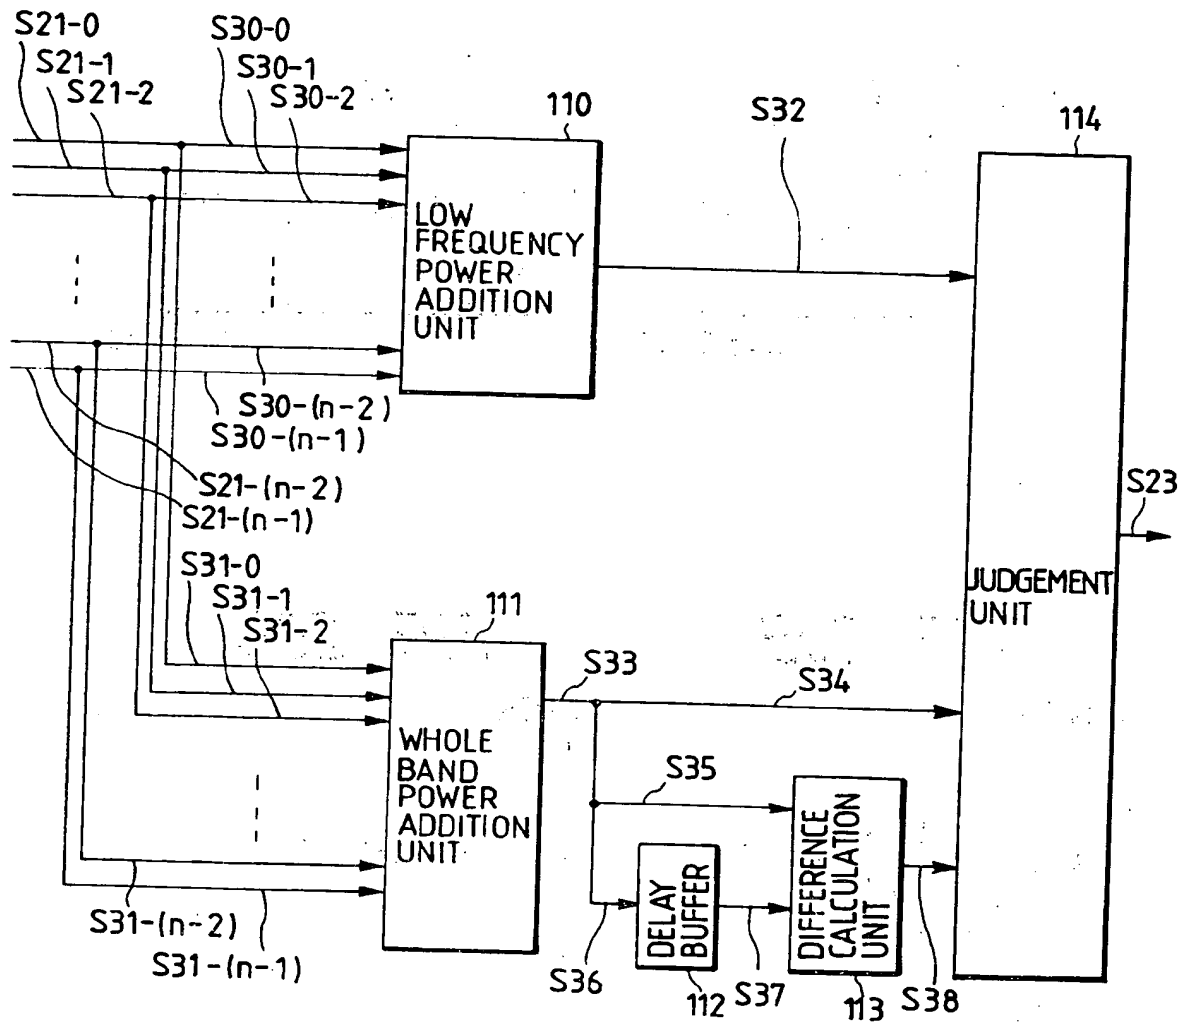 S21-0
S21-1
S21-2
S30-0
S30-1
S30-2
110
LOW
FREQUENCY
POWER
ADDITION
UNIT
S32
114
JUDGEMENT
UNIT
S23
S30-(n-2)
S30-(n-1)
S21-(n-2)
S21-(n-1)
S31-0
S31-1
S31-2
111
WHOLE
BAND
POWER
ADDITION
UNIT
S33
S34
S35
S36
DELAY
BUFFER
112
S37
DIFFERENCE
CALCULATION
UNIT
113
S38
S31-(n-2)
S31-(n-1)